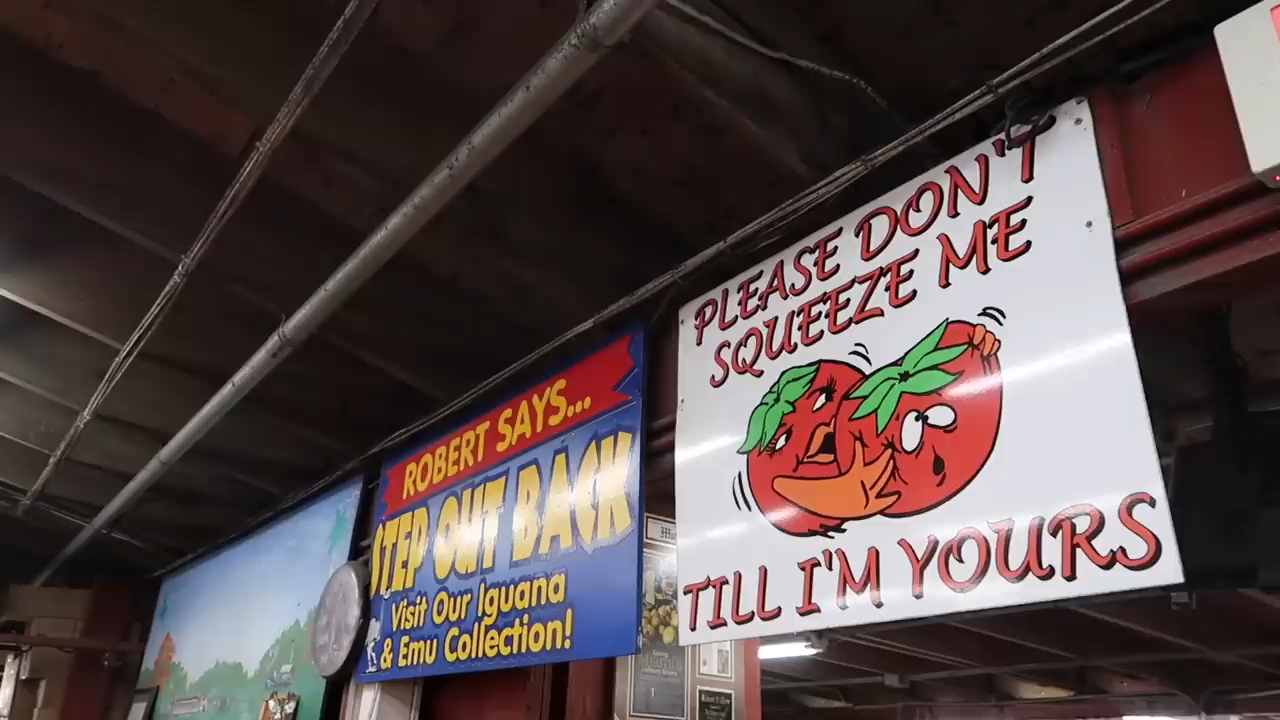 ROBERT SAYS...
STEP OUT BACK
Visit Our Iguana
& Emu Collection!
PLEASE DON'T
SQUEEZE ME
TILL I'M YOURS